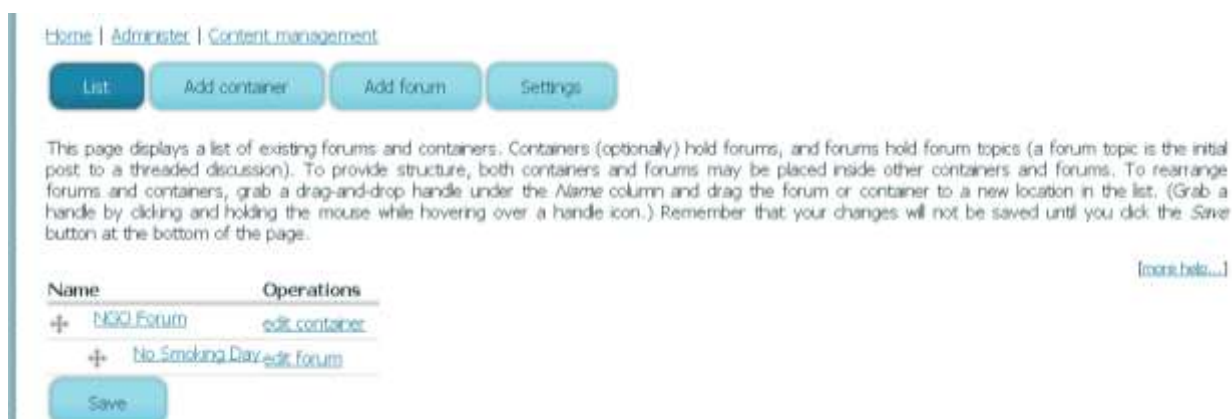 Home | Administer | Content management
List Add container Add forum Settings
This page displays a list of existing forums and containers. Containers (optionally) hold forums, and forums hold forum topics (a forum topic is the initial
post to a threaded discussion). To provide structure, both containers and forums may be placed inside other containers and forums. To rearrange
forums and containers, grab a drag-and-drop handle under the Name column and drag the forum or container to a new location in the list. (Grab a
handle by clicking and holding the mouse while hovering over a handle icon.) Remember that your changes will not be saved until you click the Save
button at the bottom of the page.
[more help...]
Name Operations
NGO Forum edit container
No Smoking Day edit forum
Save